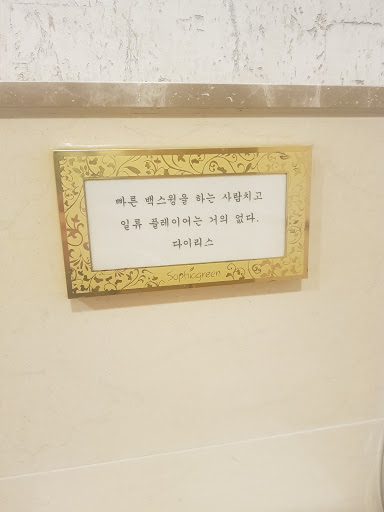 빠른 백스윙을 하는 사람치고
일류 플레이어는 거의 없다.
다이리스
Sophiagreen